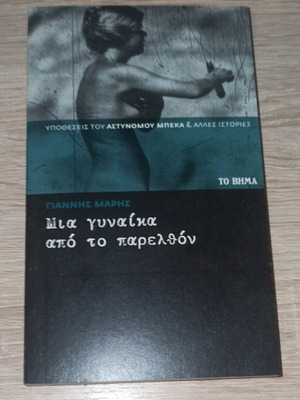 ΥΠΟΘΕΣΕΙΣ ΤΟΥ ΑΣΤΥΝΟΜΟΥ ΜΠΕΚΑ & ΑΛΛΕΣ ΙΣΤΟΡΙΕΣ
ΤΟ ΒΗΜΑ
ΓΙΑΝΝΗΣ ΜΑΡΗΣ
Μια γυναίκα
από το παρελθόν